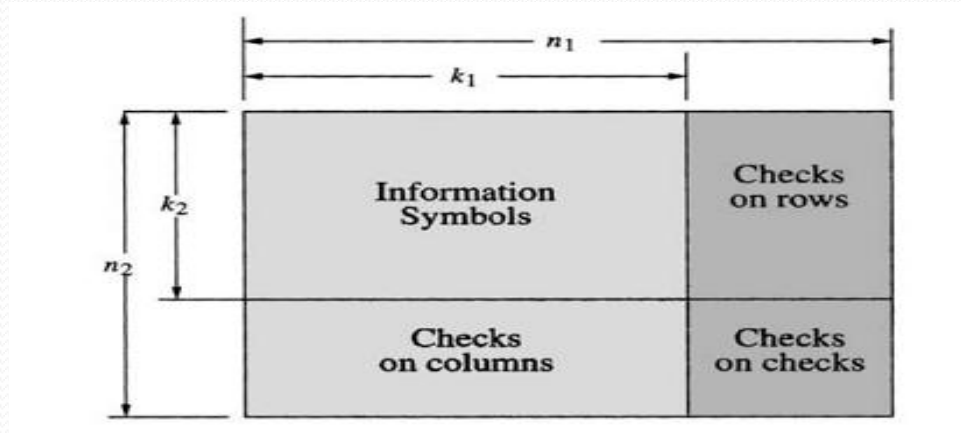 n1
k1
Checks
on rows
Information
Symbols
k2
n2
Checks
on columns
Checks
on checks